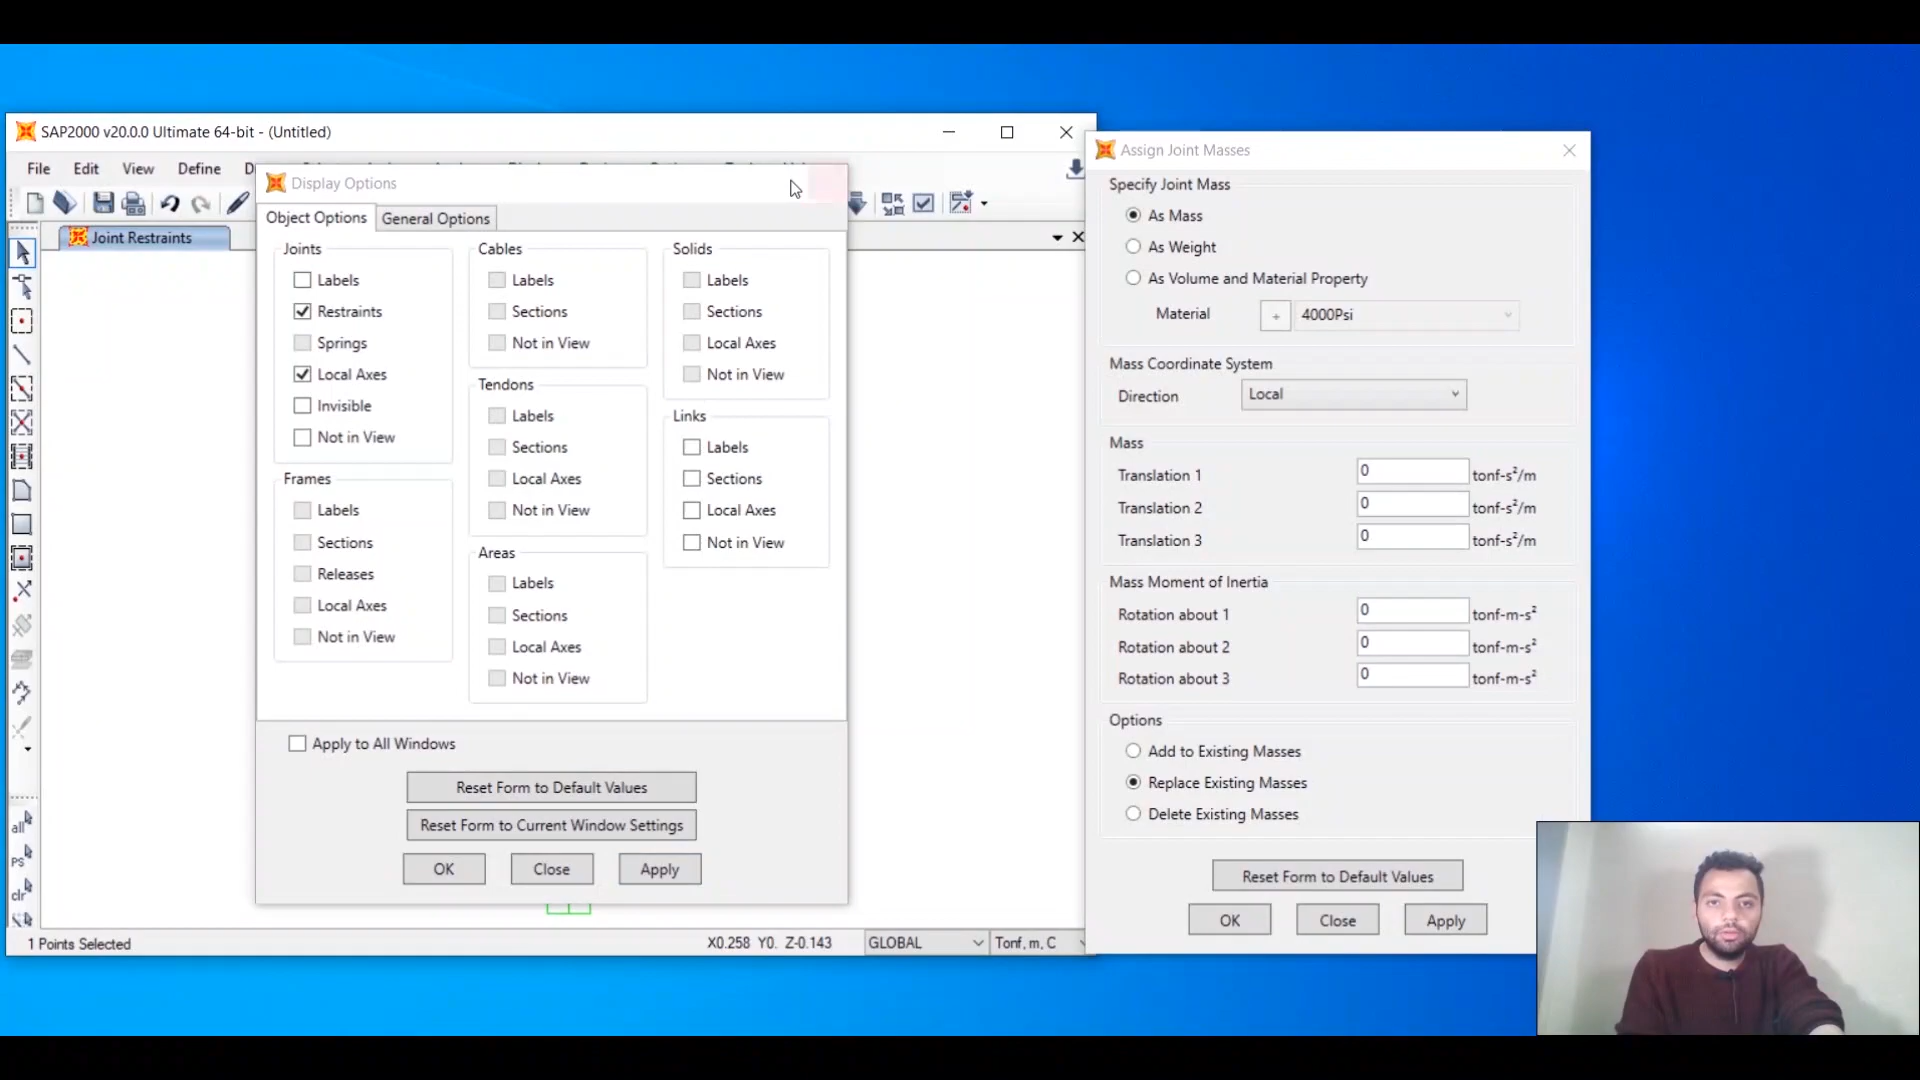 SAP2000 v20.0.0 Ultimate 64-bit - (Untitled)
File Edit View Define D
Joint Restraints
Display Options
Object Options General Options
Joints
Labels
Restraints
Springs
Local Axes
Invisible
Not in View
Frames
Labels
Sections
Releases
Local Axes
Not in View
Cables
Labels
Sections
Not in View
Tendons
Labels
Sections
Local Axes
Not in View
Areas
Labels
Sections
Local Axes
Not in View
Solids
Labels
Sections
Local Axes
Not in View
Links
Labels
Sections
Local Axes
Not in View
Apply to All Windows
Reset Form to Default Values
Reset Form to Current Window Settings
OK Close Apply
all
PS
clr
1 Points Selected
X0.258 Y0. Z-0.143
GLOBAL
Tonf, m, C
Assign Joint Masses
Specify Joint Mass
As Mass
As Weight
As Volume and Material Property
Material + 4000Psi
Mass Coordinate System
Direction Local
Mass
Translation 1 0 tonf-s²/m
Translation 2 0 tonf-s²/m
Translation 3 0 tonf-s²/m
Mass Moment of Inertia
Rotation about 1 0 tonf-m-s²
Rotation about 2 0 tonf-m-s²
Rotation about 3 0 tonf-m-s²
Options
Add to Existing Masses
Replace Existing Masses
Delete Existing Masses
Reset Form to Default Values
OK Close Apply